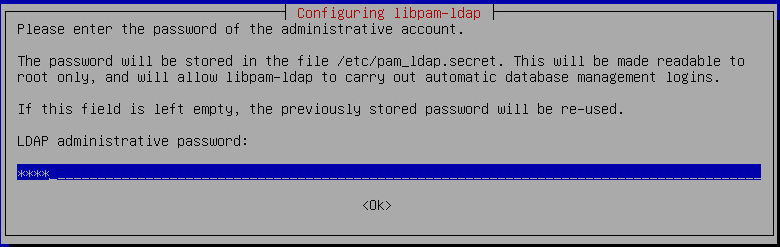 Configuring libpam-ldap
Please enter the password of the administrative account.
The password will be stored in the file /etc/pam_ldap.secret. This will be made readable to
root only, and will allow libpam-ldap to carry out automatic database management logins.
If this field is left empty, the previously stored password will be re-used.
LDAP administrative password:
****
<Ok>